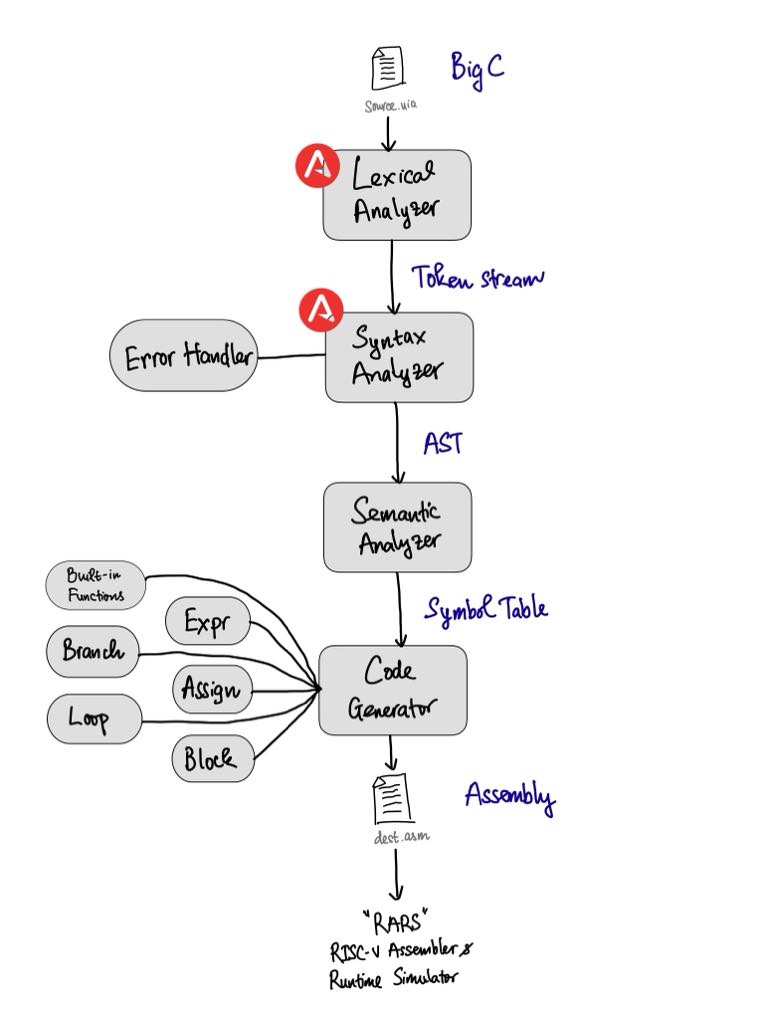 Big C
Source.uia
Lexical
Analyzer
Token stream
Syntax
Analyzer
Error Handler
AST
Semantic
Analyzer
Symbol Table
Built-in
Functions
Expr
Branch
Assign
Loop
Block
Code
Generator
Assembly
dest.asm
"RARS"
RISC-V Assembler &
Runtime Simulator